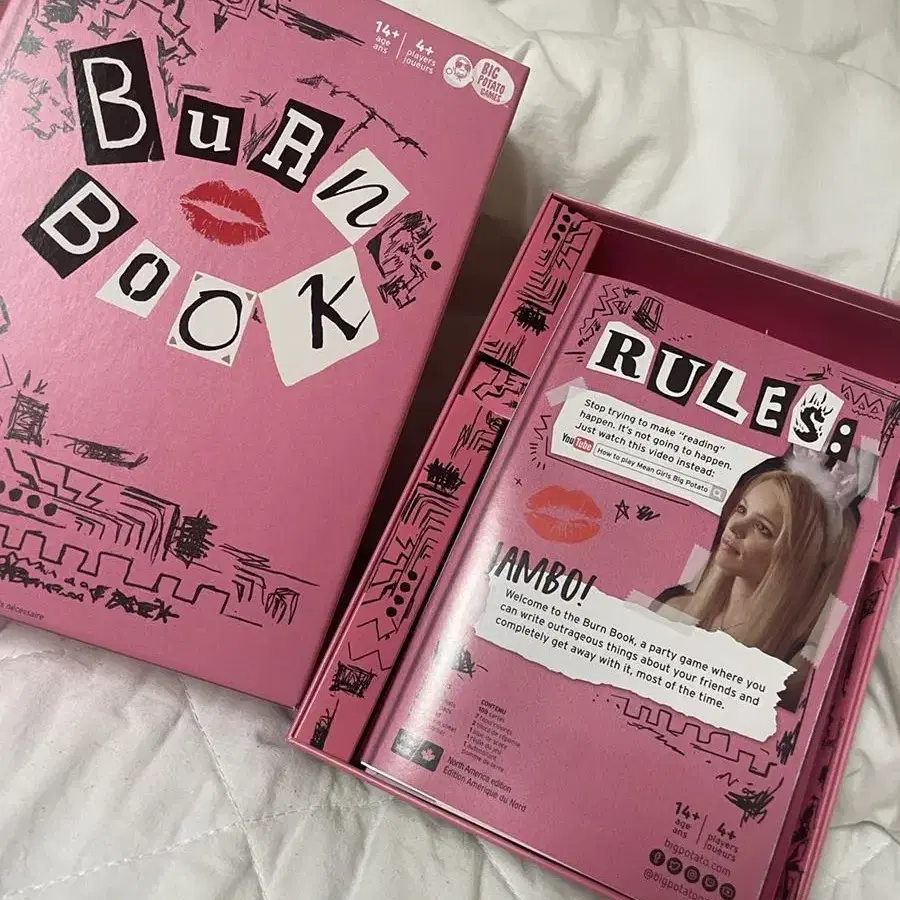 14+
age
ans
4+
players
joueurs
BIG
POTATO
GAMES
BuRn
BOOK
nécessaire
RULES:
Stop trying to make "reading"
happen. It's not going to happen.
Just watch this video instead:
YouTube How to play Mean Girls Big Potato
JAMBO!
Welcome to the Burn Book, a party game where you
can write outrageous things about your friends and
completely get away with it, most of the time.
CONTENU
North America edition
Édition Amérique du Nord
14+
age
ans
4+
players
joueurs
bigpotato.com